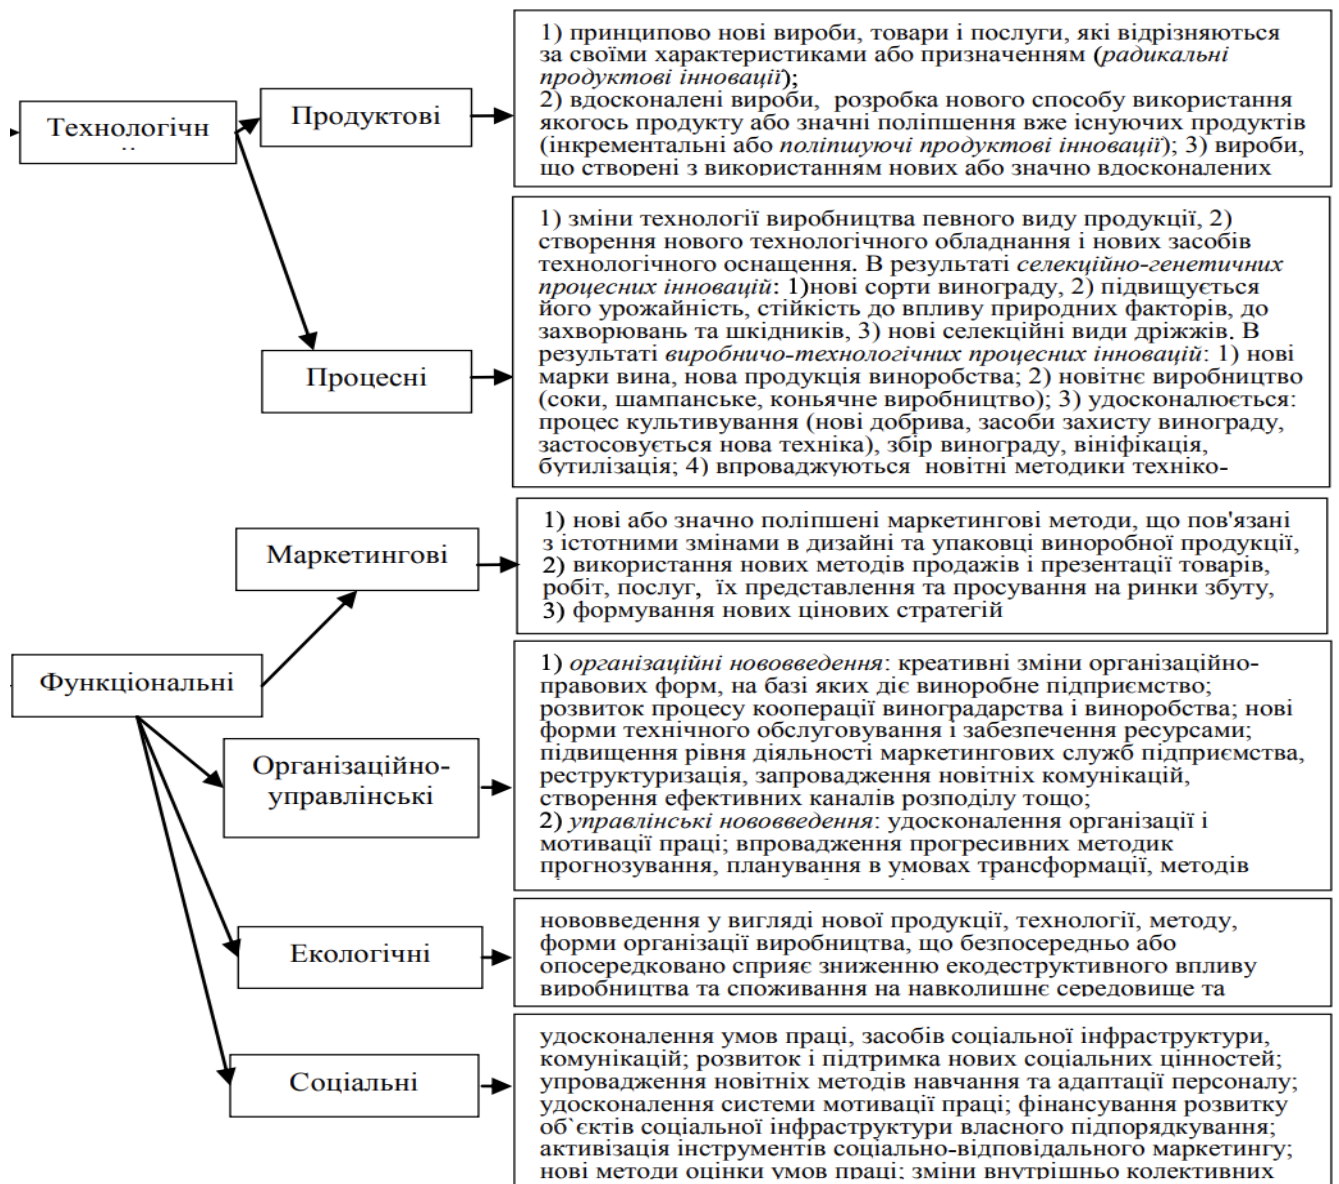 Технологічн
Продуктові
1) принципово нові вироби, товари і послуги, які відрізняються
за своїми характеристиками або призначенням (радикальні
продуктові інновації);
2) вдосконалені вироби, розробка нового способу використання
якогось продукту або значні поліпшення вже існуючих продуктів
(інкрементальні або поліпшуючі продуктові інновації); 3) вироби,
що створені з використанням нових або значно вдосконалених
Процесні
1) зміни технології виробництва певного виду продукції, 2)
створення нового технологічного обладнання і нових засобів
технологічного оснащення. В результаті селекційно-генетичних
процесних інновацій: 1)нові сорти винограду, 2) підвищується
його урожайність, стійкість до впливу природних факторів, до
захворювань та шкідників, 3) нові селекційні види дріжжів. В
результаті виробничо-технологічних процесних інновацій: 1) нові
марки вина, нова продукція виноробства; 2) новітнє виробництво
(соки, шампанське, коньячне виробництво); 3) удосконалюється:
процес культивування (нові добрива, засоби захисту винограду,
застосовується нова техніка), збір винограду, вініфікація,
бутилізація; 4) впроваджуються новітні методики техніко-
Функціональні
Маркетингові
1) нові або значно поліпшені маркетингові методи, що пов'язані
з істотними змінами в дизайні та упаковці виноробної продукції,
2) використання нових методів продажів і презентації товарів,
робіт, послуг, їх представлення та просування на ринки збуту,
3) формування нових цінових стратегій
Організаційно-
управлінські
1) організаційні нововведення: креативні зміни організаційно-
правових форм, на базі яких діє виноробне підприємство;
розвиток процесу кооперації виноградарства і виноробства; нові
форми технічного обслуговування і забезпечення ресурсами;
підвищення рівня діяльності маркетингових служб підприємства,
реструктуризація, запровадження новітніх комунікацій,
створення ефективних каналів розподілу тощо;
2) управлінські нововведення: удосконалення організації і
мотивації праці; впровадження прогресивних методик
прогнозування, планування в умовах трансформації, методів
Екологічні
нововведення у вигляді нової продукції, технології, методу,
форми організації виробництва, що безпосередньо або
опосередковано сприяє зниженню екодеструктивного впливу
виробництва та споживання на навколишнє середовище та
Соціальні
удосконалення умов праці, засобів соціальної інфраструктури,
комунікацій; розвиток і підтримка нових соціальних цінностей;
упровадження новітніх методів навчання та адаптації персоналу;
удосконалення системи мотивації праці; фінансування розвитку
об`єктів соціальної інфраструктури власного підпорядкування;
активізація інструментів соціально-відповідального маркетингу;
нові методи оцінки умов праці; зміни внутрішньо колективних